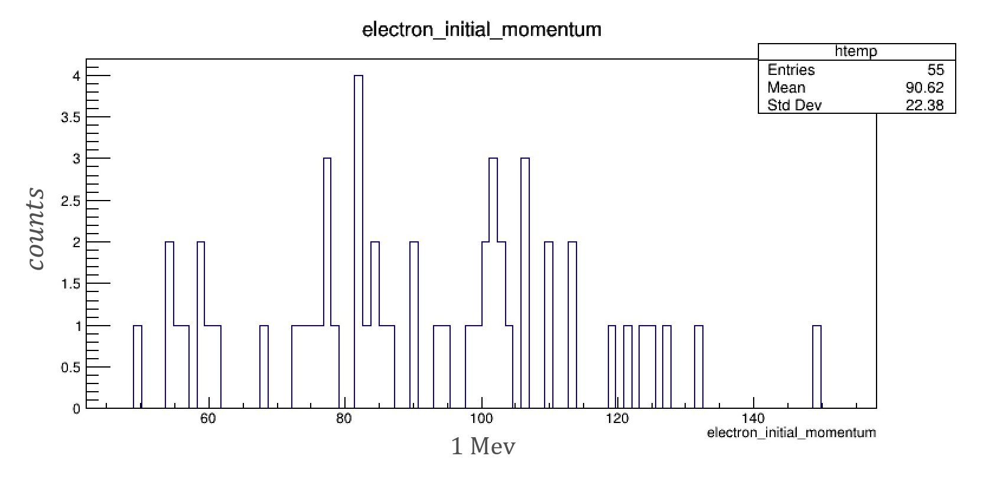 electron_initial_momentum
htemp
Entries 55
Mean 90.62
Std Dev 22.38
4
3.5
3
2.5
2
1.5
1
0.5
0
counts
60 80 100 120 140
electron_initial_momentum
1 Mev